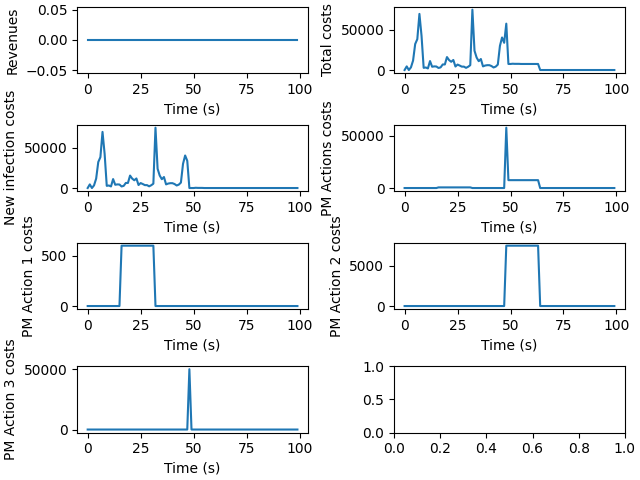 Revenues
0.05
0.00
−0.05
0 25 50 75 100
Time (s)
Total costs
50000
0
0 25 50 75 100
Time (s)
New infection costs
50000
0
0 25 50 75 100
Time (s)
PM Actions costs
50000
0
0 25 50 75 100
Time (s)
PM Action 1 costs
500
0
0 25 50 75 100
Time (s)
PM Action 2 costs
5000
0
0 25 50 75 100
Time (s)
PM Action 3 costs
50000
0
0 25 50 75 100
Time (s)
1.0
0.5
0.0
0.0 0.2 0.4 0.6 0.8 1.0